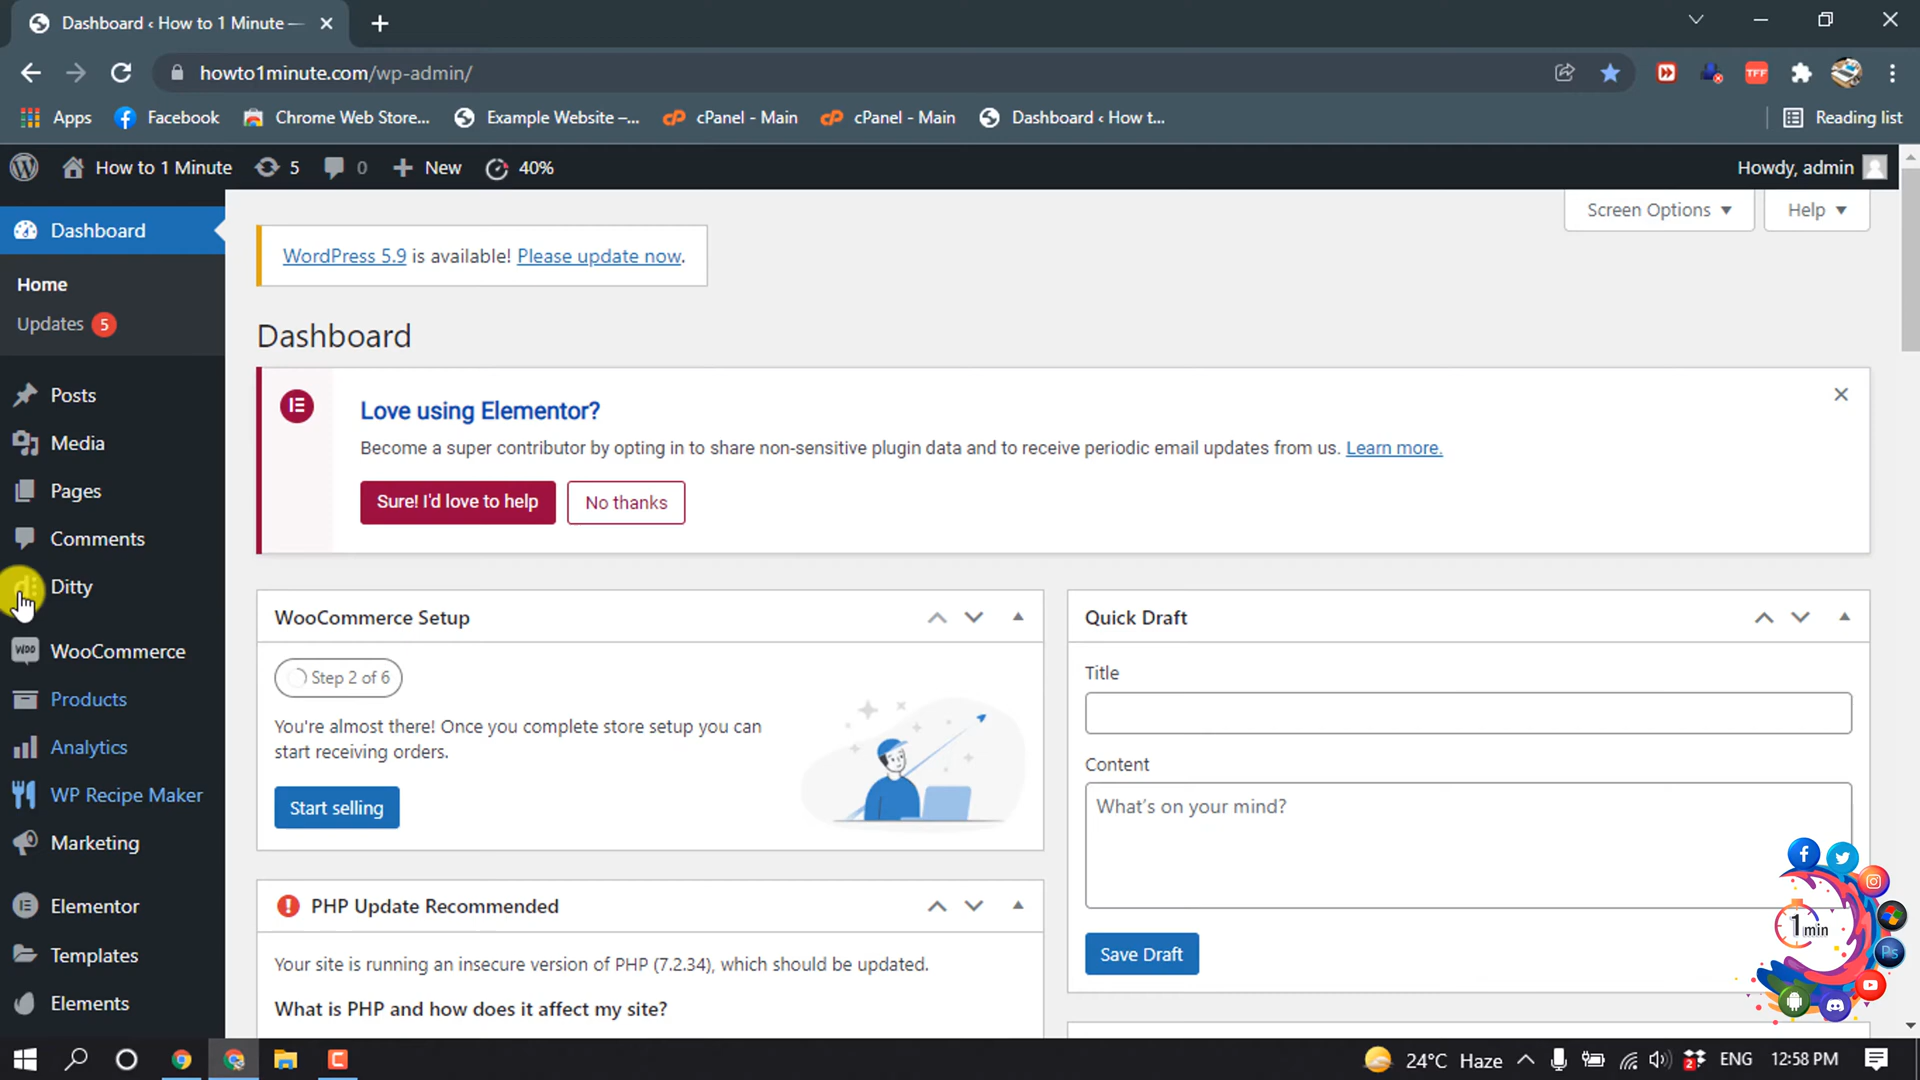 Dashboard ‹ How to 1 Minute —
howto1minute.com/wp-admin/
TFF
Apps
Facebook
Chrome Web Store...
Example Website –...
cPanel - Main
cPanel - Main
Dashboard ‹ How t...
Reading list
How to 1 Minute
5
0
New
40%
Howdy, admin
Dashboard
Home
Updates 5
Posts
Media
Pages
Comments
Ditty
WooCommerce
Products
Analytics
WP Recipe Maker
Marketing
Elementor
Templates
Elements
Screen Options
Help
WordPress 5.9 is available! Please update now.
Dashboard
Love using Elementor?
Become a super contributor by opting in to share non-sensitive plugin data and to receive periodic email updates from us. Learn more.
Sure! I'd love to help
No thanks
WooCommerce Setup
Step 2 of 6
You're almost there! Once you complete store setup you can
start receiving orders.
Start selling
PHP Update Recommended
Your site is running an insecure version of PHP (7.2.34), which should be updated.
What is PHP and how does it affect my site?
Quick Draft
Title
Content
What's on your mind?
Save Draft
1 min
Ps
24°C Haze
2
ENG
12:58 PM